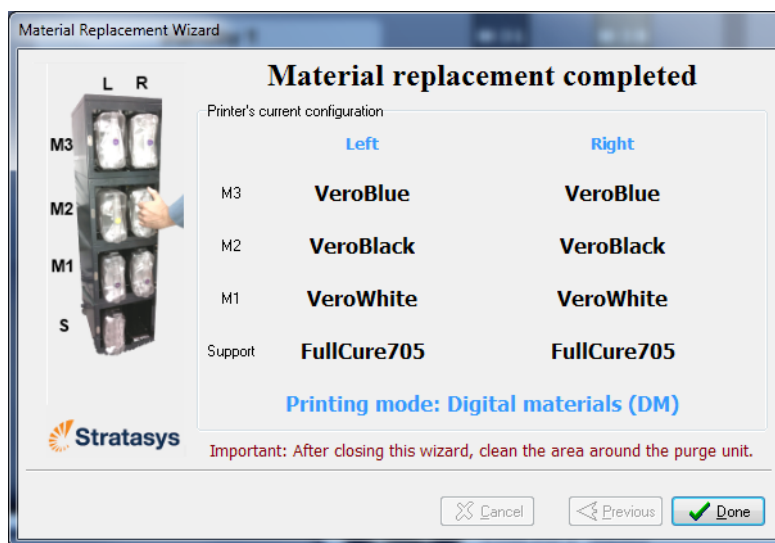 Material Replacement Wizard
Material replacement completed
L R
Printer's current configuration
Left Right
M3
M3 VeroBlue VeroBlue
M2
M2 VeroBlack VeroBlack
M1
M1 VeroWhite VeroWhite
S
Support FullCure705 FullCure705
Printing mode: Digital materials (DM)
Stratasys
Important: After closing this wizard, clean the area around the purge unit.
Cancel Previous Done